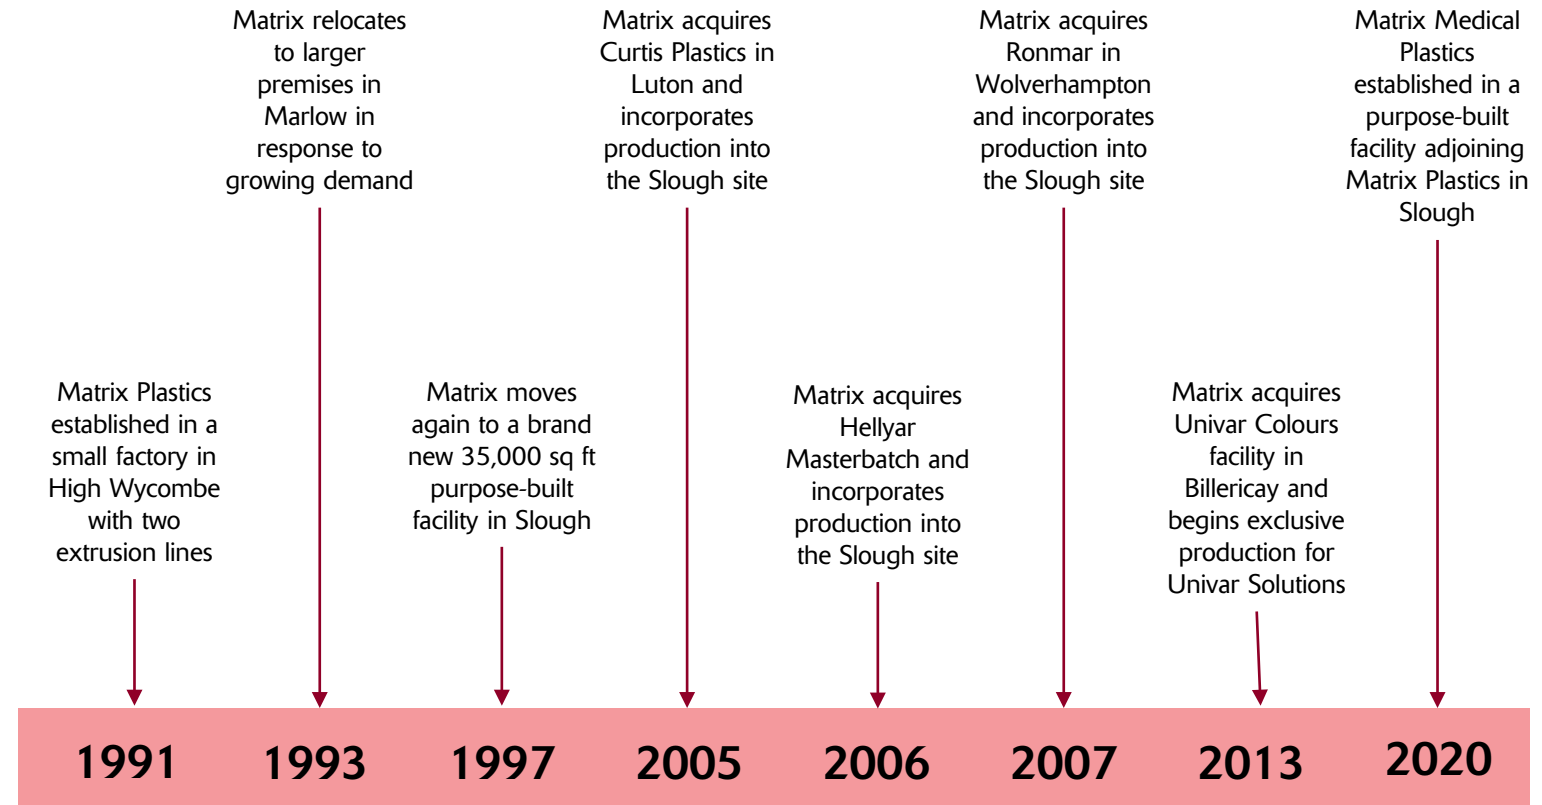 Matrix relocates
to larger
premises in
Marlow in
response to
growing demand
Matrix acquires
Curtis Plastics in
Luton and
incorporates
production into
the Slough site
Matrix acquires
Ronmar in
Wolverhampton
and incorporates
production into
the Slough site
Matrix Medical
Plastics
established in a
purpose-built
facility adjoining
Matrix Plastics in
Slough
Matrix Plastics
established in a
small factory in
High Wycombe
with two
extrusion lines
Matrix moves
again to a brand
new 35,000 sq ft
purpose-built
facility in Slough
Matrix acquires
Hellyar
Masterbatch and
incorporates
production into
the Slough site
Matrix acquires
Univar Colours
facility in
Billericay and
begins exclusive
production for
Univar Solutions
1991 1993 1997 2005 2006 2007 2013 2020